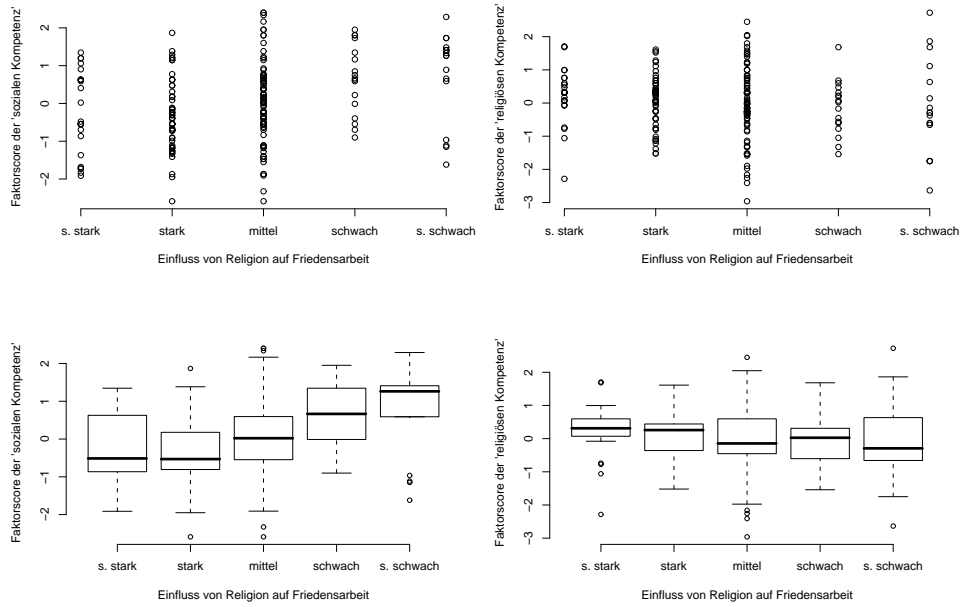 Faktorscore der 'sozialen Kompetenz'
2
1
0
−1
−2
s. stark stark mittel schwach s. schwach
Einfluss von Religion auf Friedensarbeit
Faktorscore der 'religiösen Kompetenz'
2
1
0
−1
−2
−3
s. stark stark mittel schwach s. schwach
Einfluss von Religion auf Friedensarbeit
Faktorscore der 'sozialen Kompetenz'
2
1
0
−1
−2
s. stark stark mittel schwach s. schwach
Einfluss von Religion auf Friedensarbeit
Faktorscore der 'religiösen Kompetenz'
2
1
0
−1
−2
−3
s. stark stark mittel schwach s. schwach
Einfluss von Religion auf Friedensarbeit